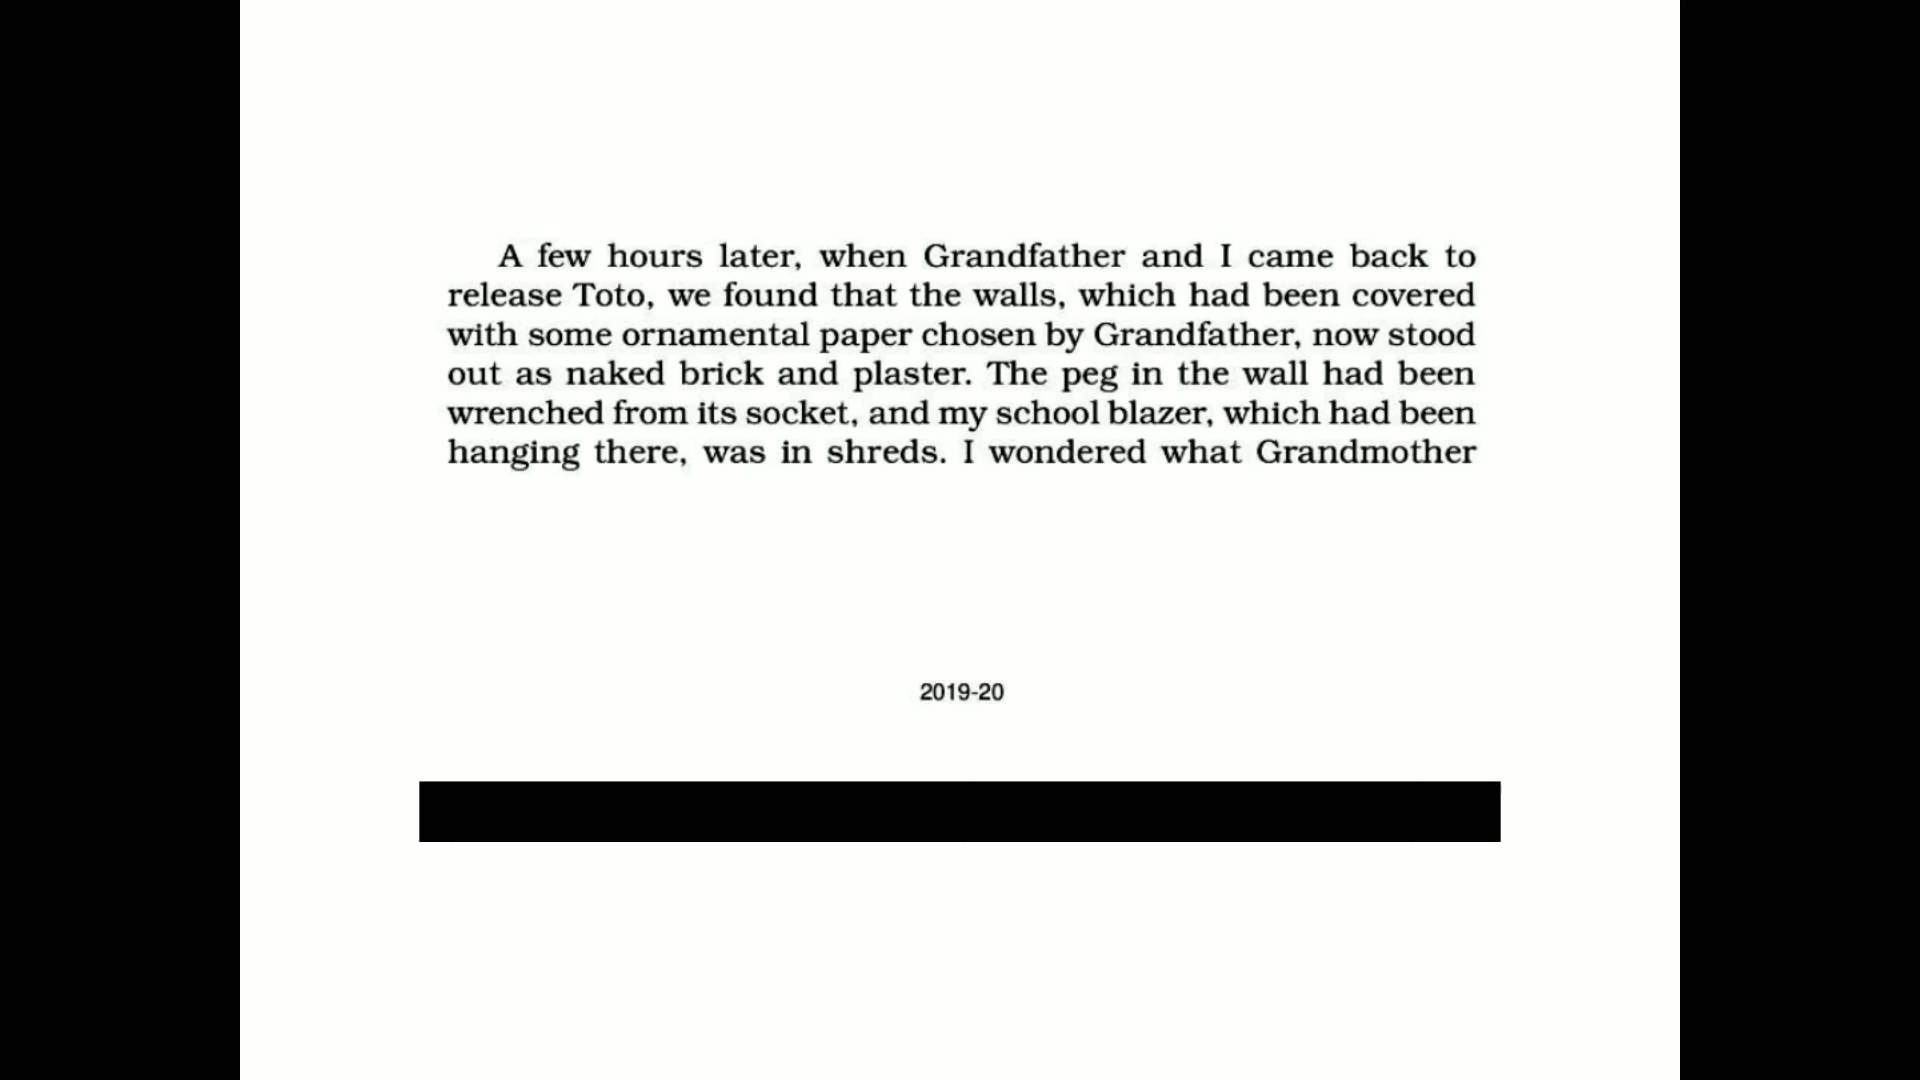 A few hours later, when Grandfather and I came back to
release Toto, we found that the walls, which had been covered
with some ornamental paper chosen by Grandfather, now stood
out as naked brick and plaster. The peg in the wall had been
wrenched from its socket, and my school blazer, which had been
hanging there, was in shreds. I wondered what Grandmother
2019-20